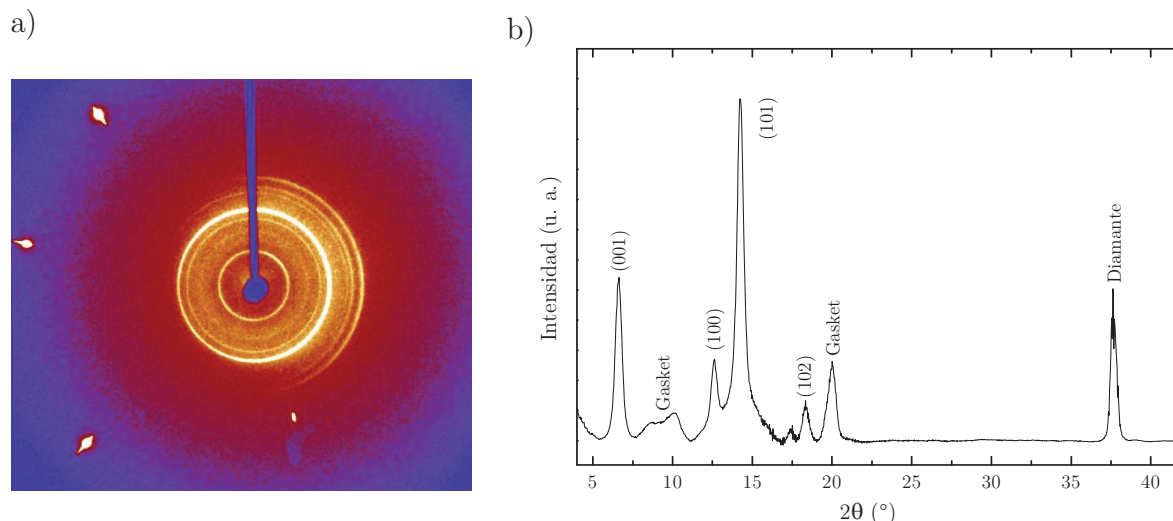 a)
b)
Intensidad (u. a.)
(001)
Gasket
(100)
(101)
(102)
Gasket
Diamante
5 10 15 20 25 30 35 40
2θ (°)